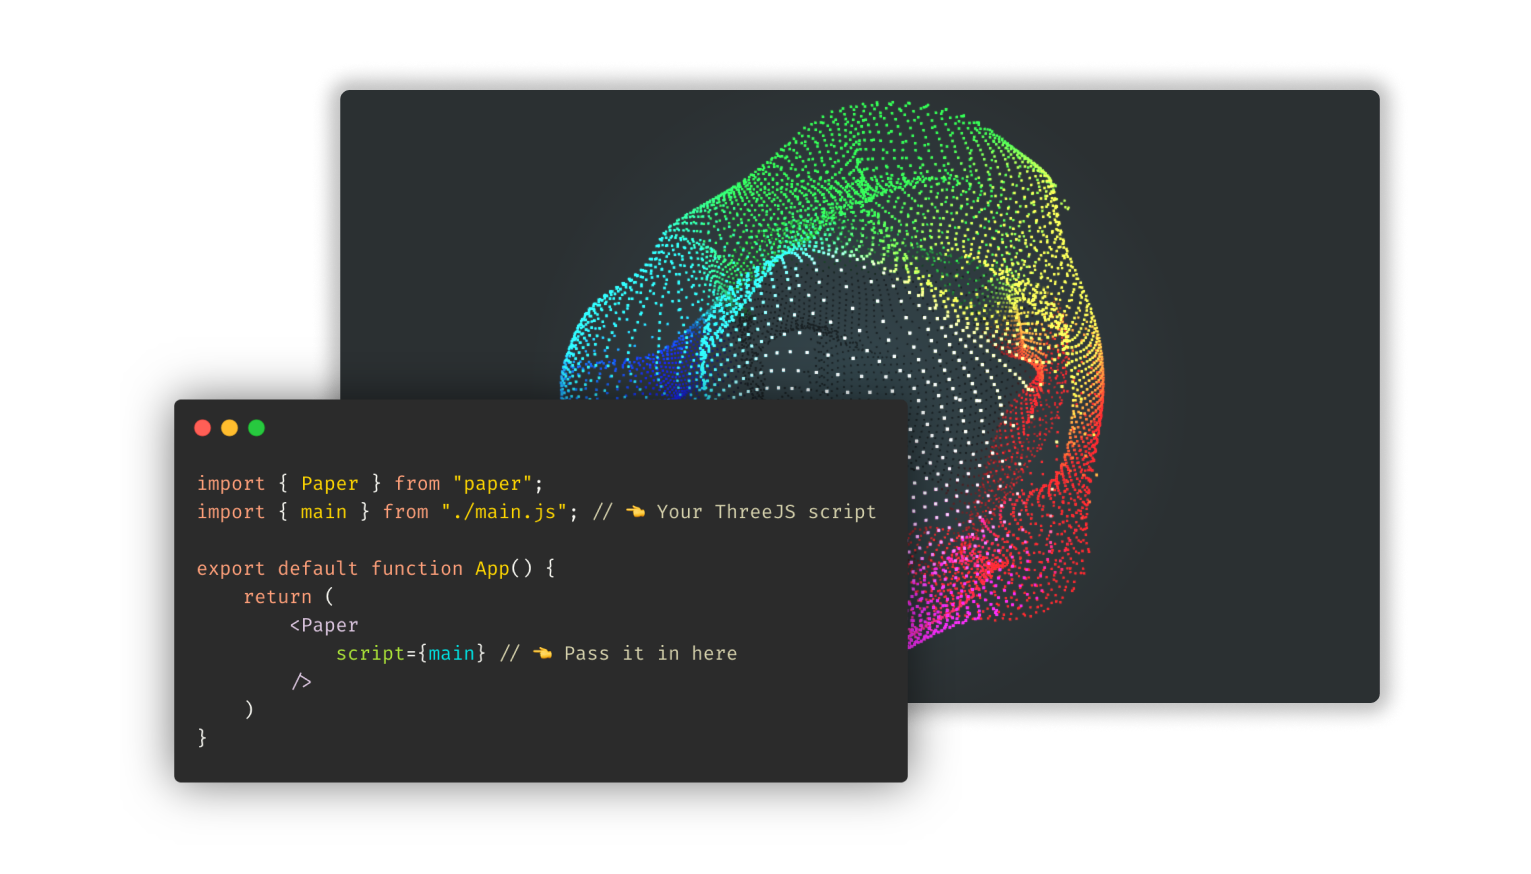 import { Paper } from "paper";
import { main } from "./main.js"; // 👈 Your ThreeJS script
export default function App() {
return (
<Paper
script={main} // 👈 Pass it in here
/>
)
}